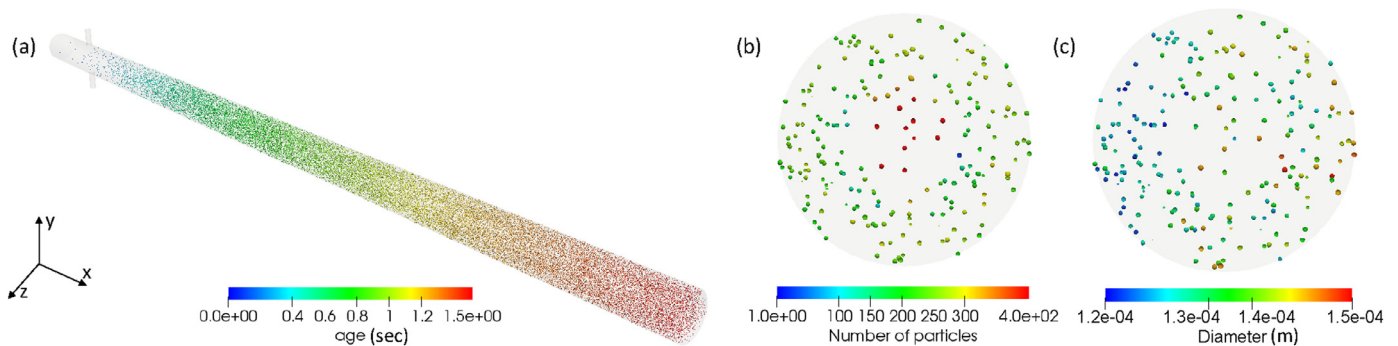 (a)
y
x
z
0.0e+00 0.4 0.6 0.8 1 1.2 1.5e+00
age (sec)
(b)
1.0e+00 100 150 200 250 300 4.0e+02
Number of particles
(c)
1.2e-04 1.3e-04 1.4e-04 1.5e-04
Diameter (m)